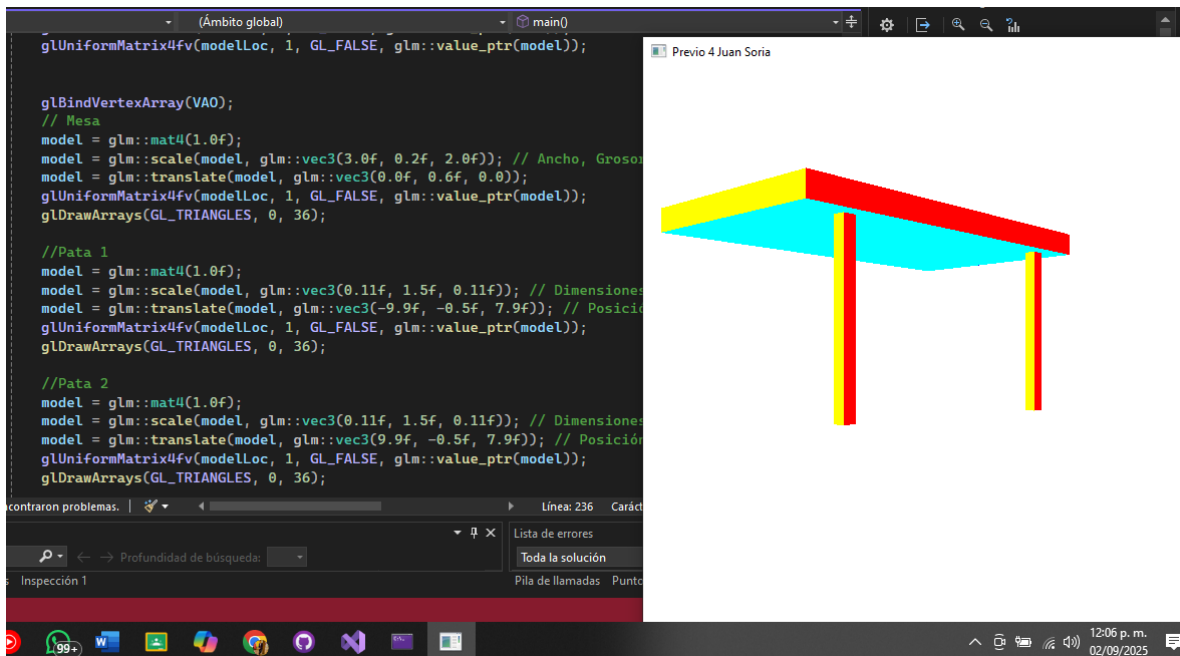 (Ámbito global)
main()
glUniformMatrix4fv(modelLoc, 1, GL_FALSE, glm::value_ptr(model));
Previo 4 Juan Soria
glBindVertexArray(VAO);
// Mesa
model = glm::mat4(1.0f);
model = glm::scale(model, glm::vec3(3.0f, 0.2f, 2.0f)); // Ancho, Grosor
model = glm::translate(model, glm::vec3(0.0f, 0.6f, 0.0));
glUniformMatrix4fv(modelLoc, 1, GL_FALSE, glm::value_ptr(model));
glDrawArrays(GL_TRIANGLES, 0, 36);
//Pata 1
model = glm::mat4(1.0f);
model = glm::scale(model, glm::vec3(0.11f, 1.5f, 0.11f)); // Dimensiones
model = glm::translate(model, glm::vec3(-9.9f, -0.5f, 7.9f)); // Posició
glUniformMatrix4fv(modelLoc, 1, GL_FALSE, glm::value_ptr(model));
glDrawArrays(GL_TRIANGLES, 0, 36);
//Pata 2
model = glm::mat4(1.0f);
model = glm::scale(model, glm::vec3(0.11f, 1.5f, 0.11f)); // Dimensiones
model = glm::translate(model, glm::vec3(9.9f, -0.5f, 7.9f)); // Posición
glUniformMatrix4fv(modelLoc, 1, GL_FALSE, glm::value_ptr(model));
glDrawArrays(GL_TRIANGLES, 0, 36);
contraron problemas.
Línea: 236 Caráct
Lista de errores
Profundidad de búsqueda:
Toda la solución
s Inspección 1
Pila de llamadas Punto
99+
12:06 p. m.
02/09/2025